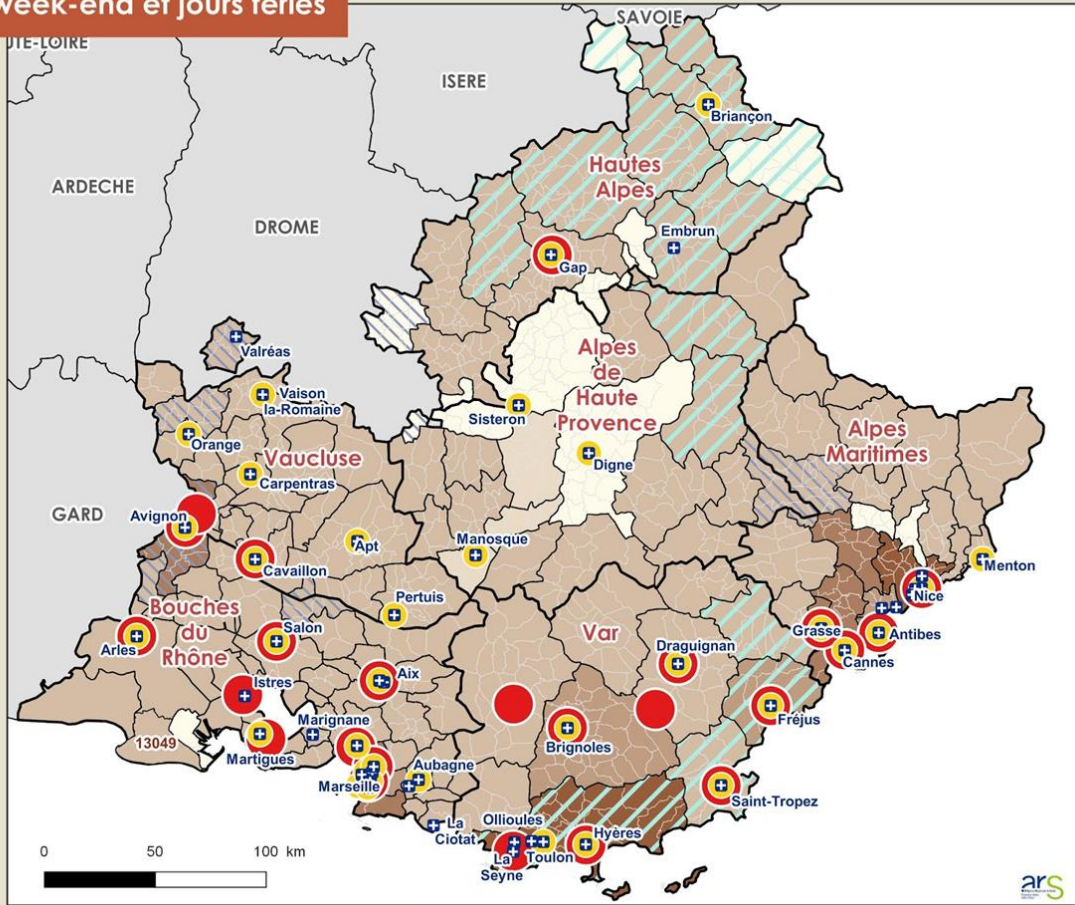 week-end et jours fériés
SAVOIE
UTE-LOIRE
ISERE
Briançon
Hautes
Alpes
ARDECHE
DROME
Embrun
Gap
Valréas
Alpes
de
Haute
Provence
Vaison
la-Romaine
Sisteron
Orange
Vaucluse
Alpes
Maritimes
Digne
Carpentras
GARD
Avignon
Apt
Manosque
Cavaillon
Menton
Nice
Pertuis
Bouches
du
Rhône
Salon
Var
Grasse
Antibes
Arles
Draguignan
Cannes
Aix
Istres
Fréjus
Marignane
13049
Brignoles
Martigues
Aubagne
Marseille
Saint-Tropez
Ollioules
La
Ciotat
Hyères
0 50 100 km
La
Seyne
Toulon
ars